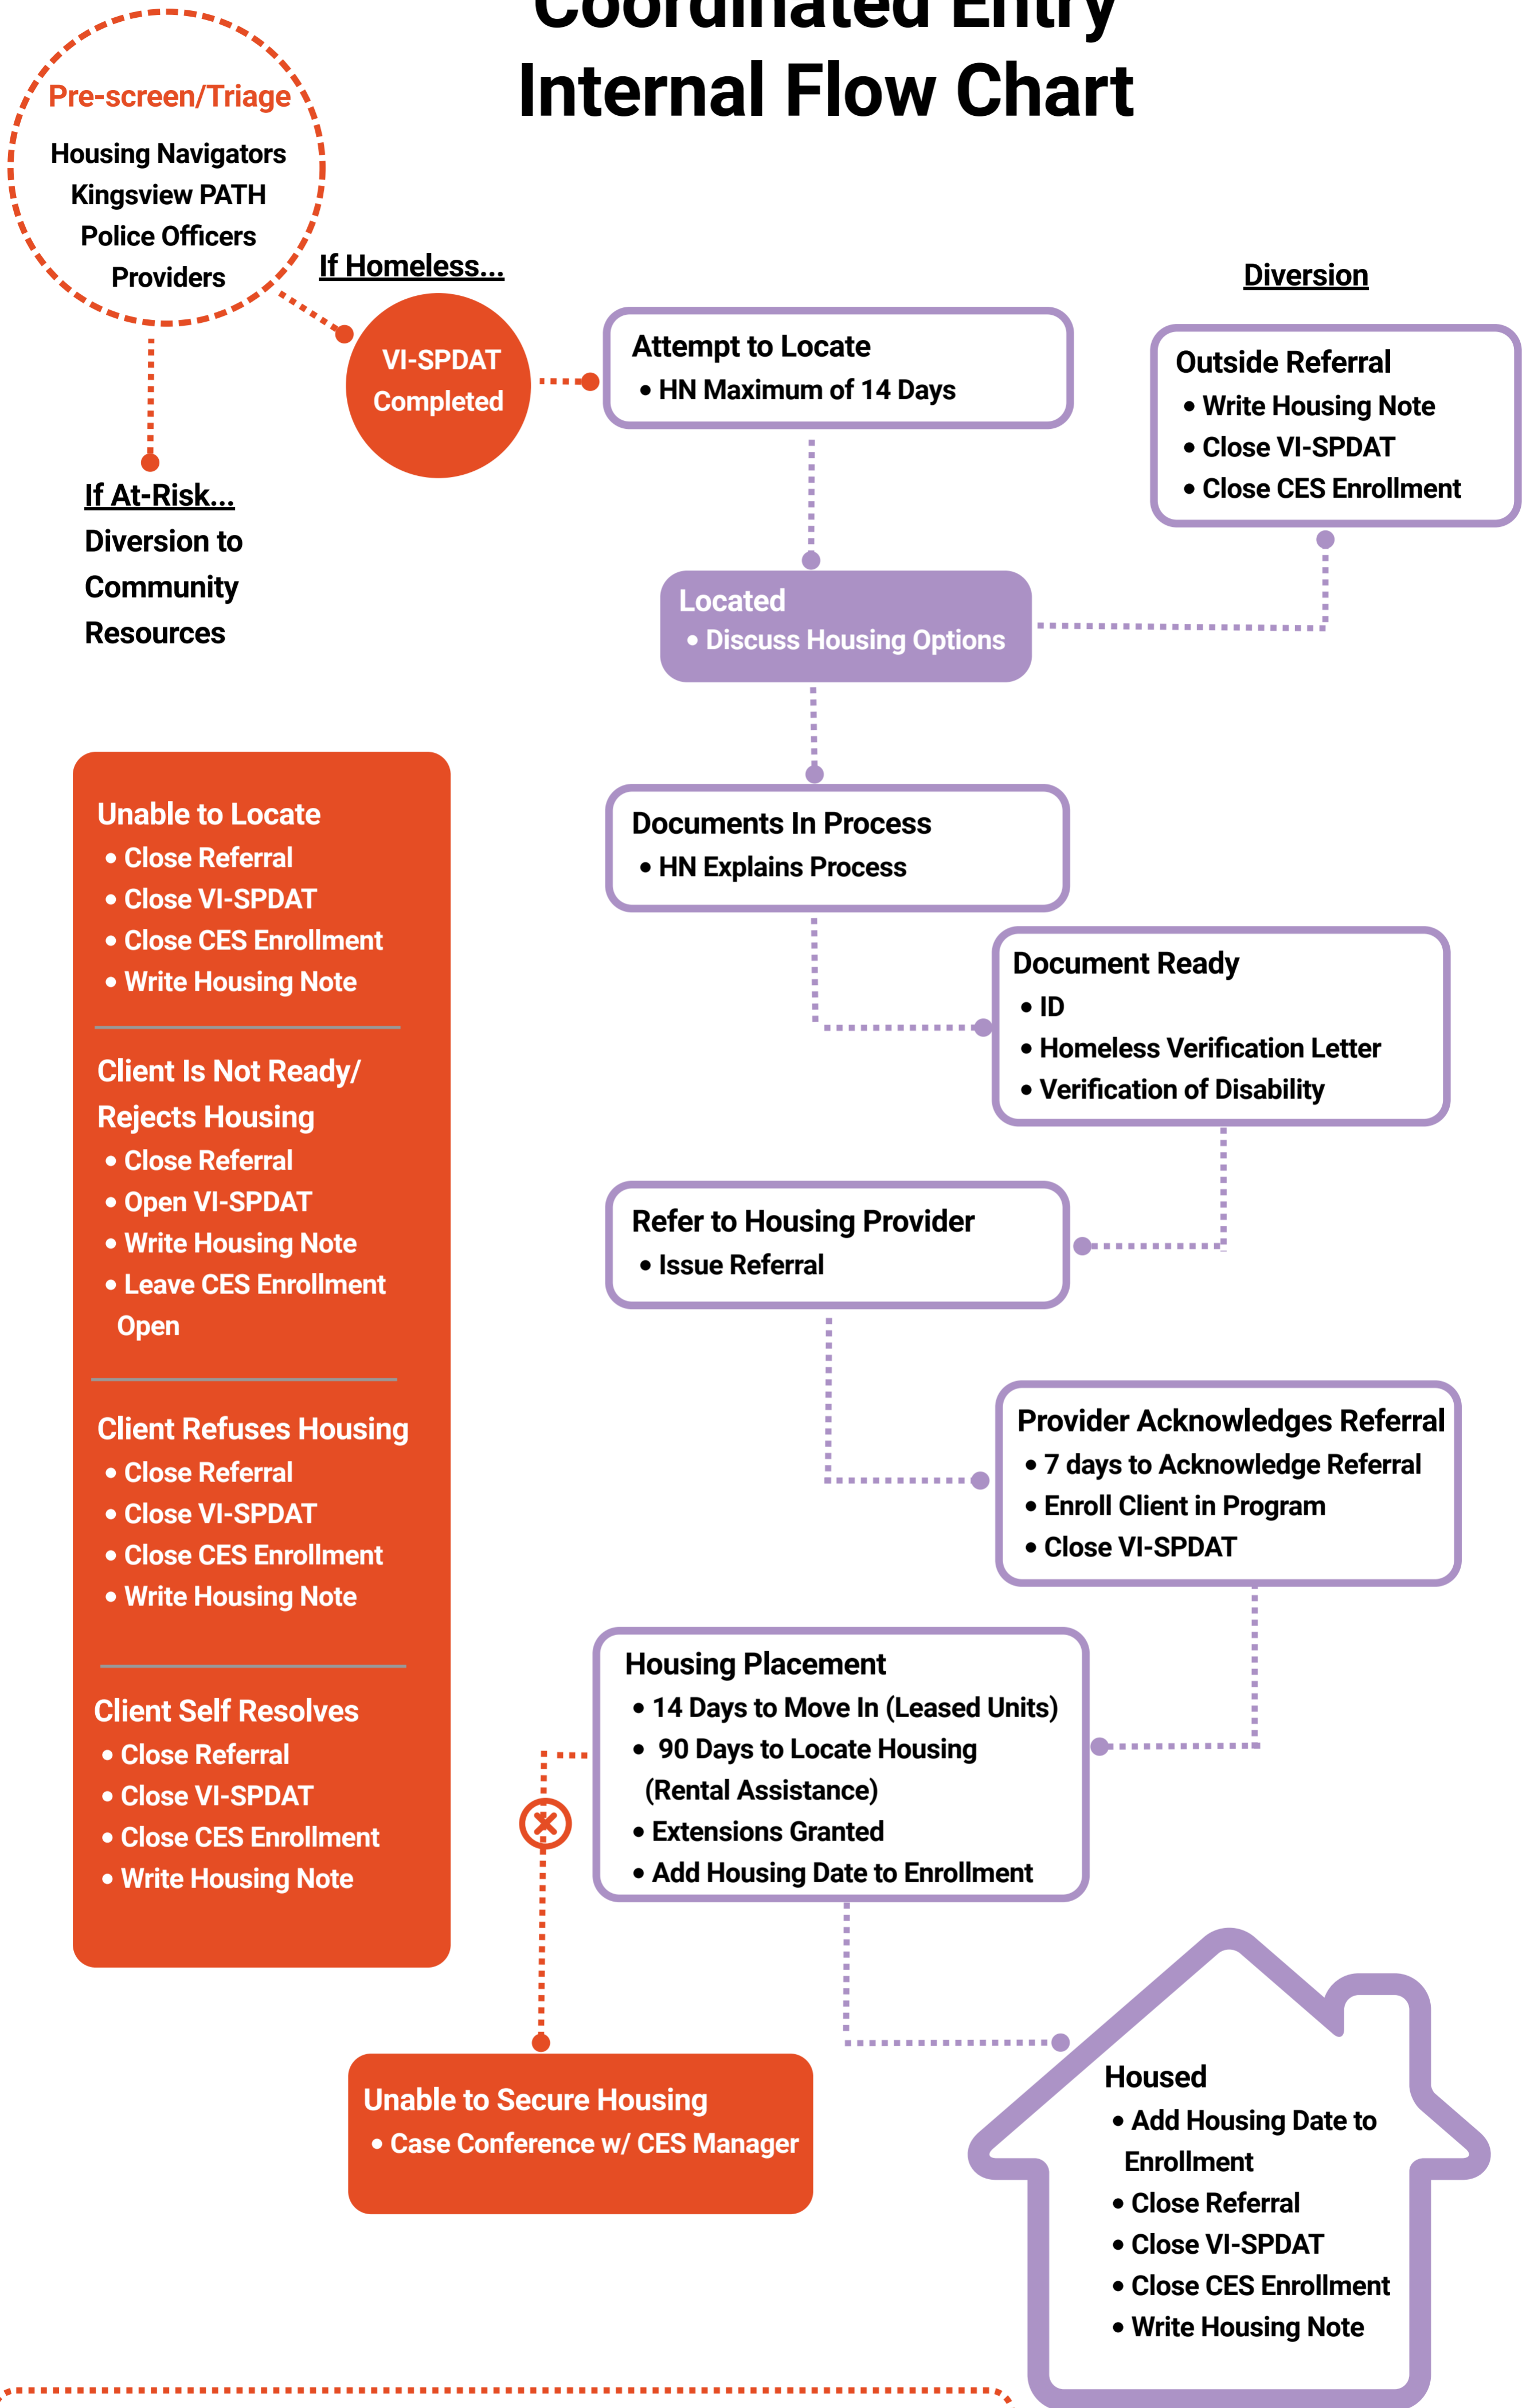 Coordinated Entry
Internal Flow Chart
Pre-screen/Triage
Housing Navigators
Kingsview PATH
Police Officers
Providers
If Homeless...
VI-SPDAT
Completed
If At-Risk...
Diversion to
Community
Resources
Attempt to Locate
• HN Maximum of 14 Days
Diversion
Outside Referral
• Write Housing Note
• Close VI-SPDAT
• Close CES Enrollment
Located
• Discuss Housing Options
Documents In Process
• HN Explains Process
Document Ready
• ID
• Homeless Verification Letter
• Verification of Disability
Refer to Housing Provider
• Issue Referral
Provider Acknowledges Referral
• 7 days to Acknowledge Referral
• Enroll Client in Program
• Close VI-SPDAT
Housing Placement
• 14 Days to Move In (Leased Units)
• 90 Days to Locate Housing
(Rental Assistance)
• Extensions Granted
• Add Housing Date to Enrollment
Unable to Locate
• Close Referral
• Close VI-SPDAT
• Close CES Enrollment
• Write Housing Note
Client Is Not Ready/
Rejects Housing
• Close Referral
• Open VI-SPDAT
• Write Housing Note
• Leave CES Enrollment
Open
Client Refuses Housing
• Close Referral
• Close VI-SPDAT
• Close CES Enrollment
• Write Housing Note
Client Self Resolves
• Close Referral
• Close VI-SPDAT
• Close CES Enrollment
• Write Housing Note
Unable to Secure Housing
• Case Conference w/ CES Manager
Housed
• Add Housing Date to
Enrollment
• Close Referral
• Close VI-SPDAT
• Close CES Enrollment
• Write Housing Note